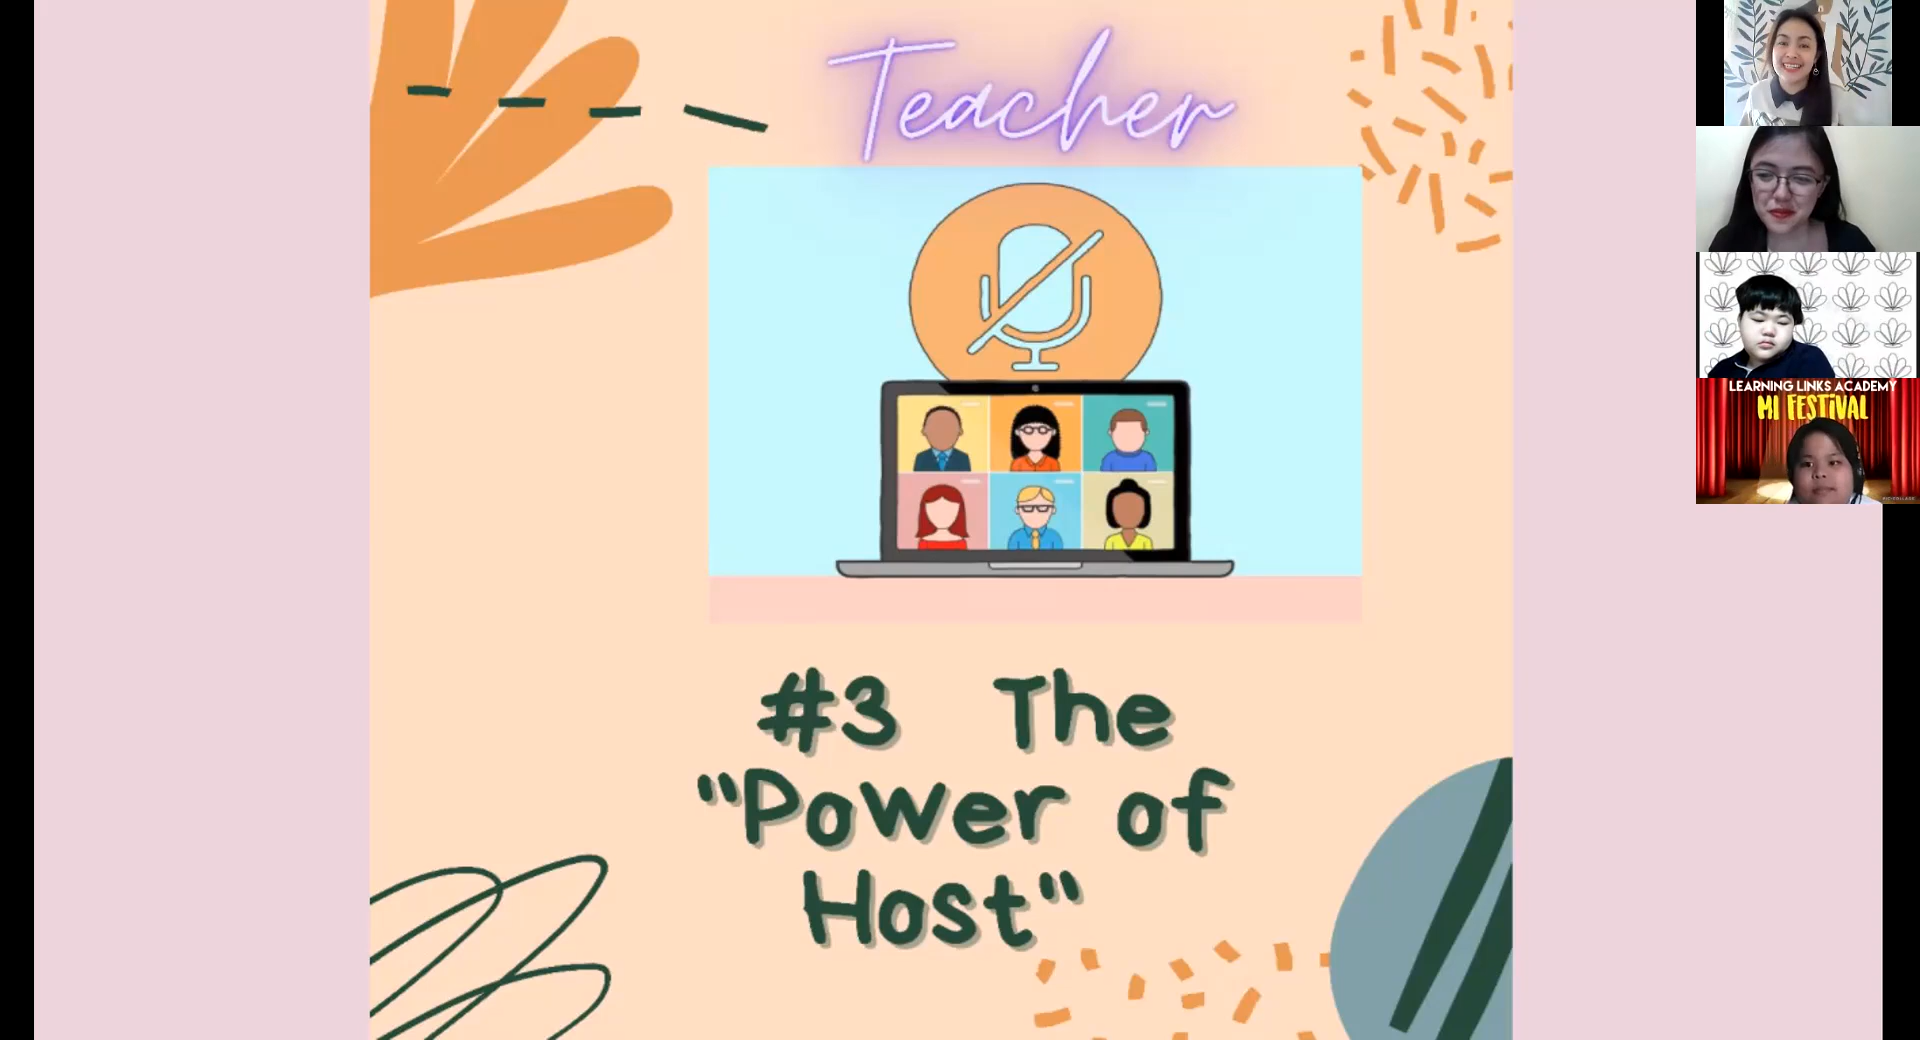 Teacher
#3 The
"Power of
Host"
LEARNING LINKS ACADEMY
MI FESTIVAL